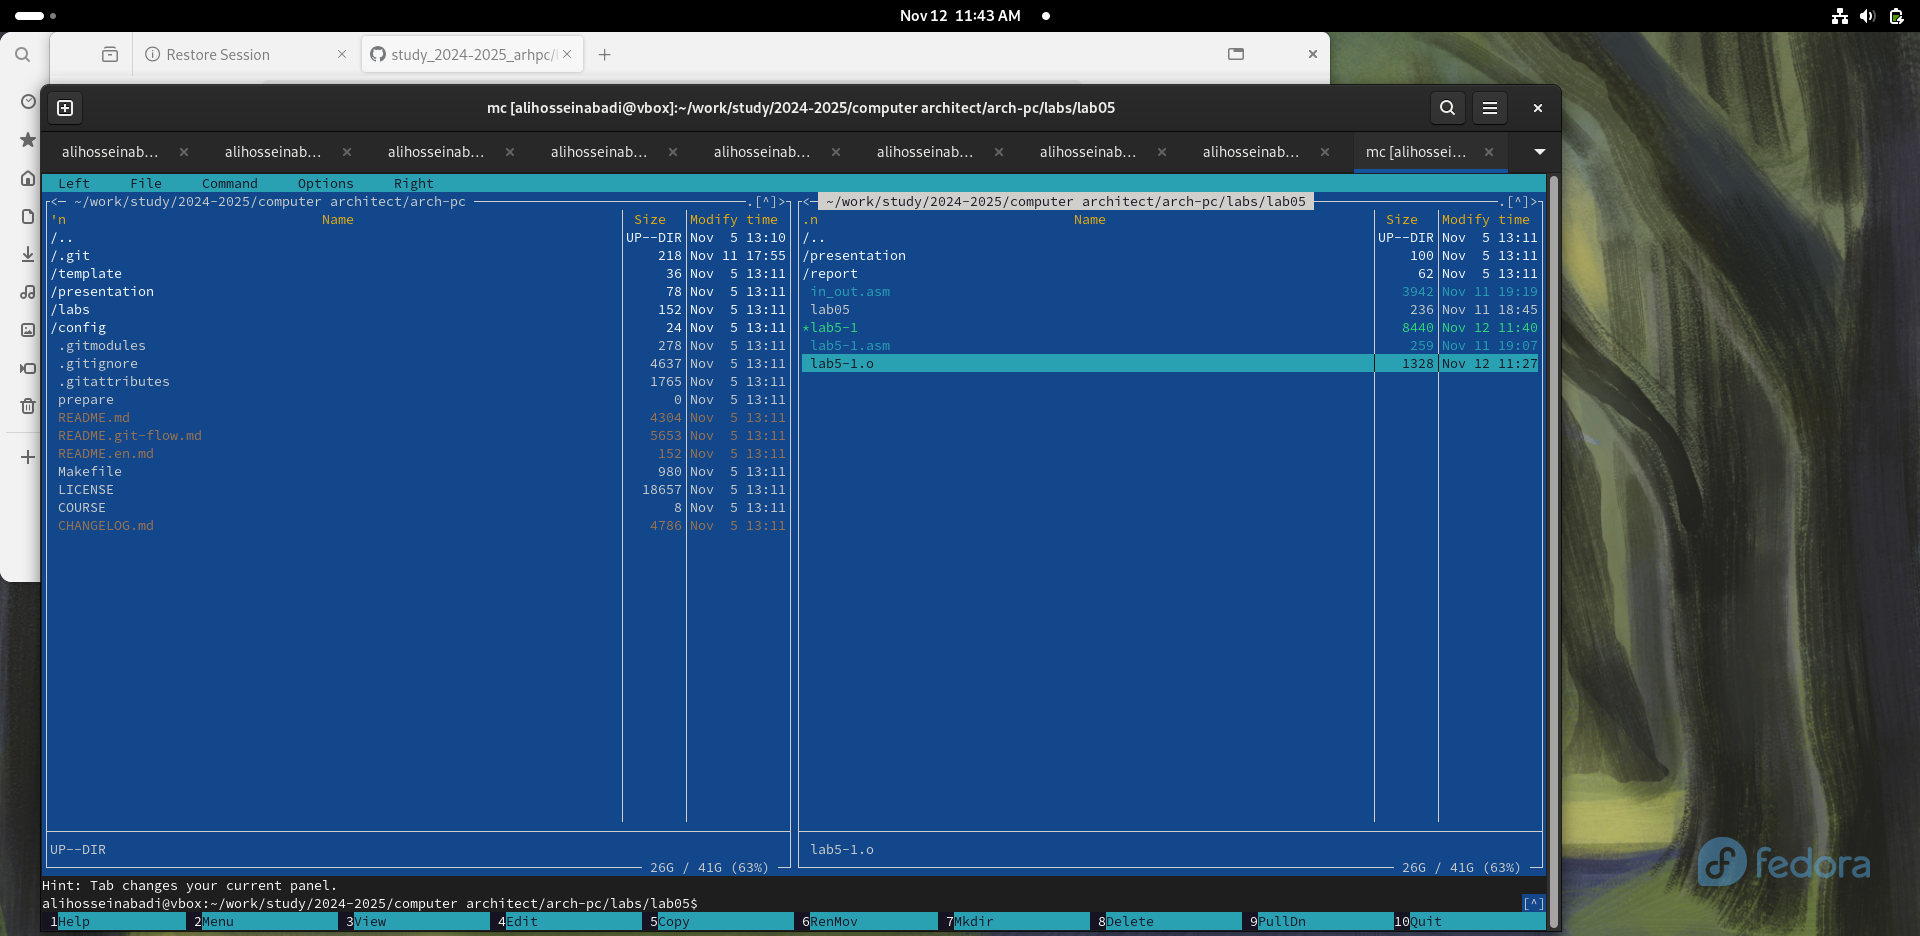 Nov 12 11:43 AM
Restore Session
study_2024-2025_arhpc/
mc [alihosseinabadi@vbox]:~/work/study/2024-2025/computer architect/arch-pc/labs/lab05
alihosseinab... alihosseinab... alihosseinab... alihosseinab... alihosseinab... alihosseinab... alihosseinab... alihosseinab... mc [alihossei...
Left File Command Options Right
<─ ~/work/study/2024-2025/computer architect/arch-pc .[^]>
'n Name Size Modify time
/.. UP--DIR Nov 5 13:10
/.git 218 Nov 11 17:55
/template 36 Nov 5 13:11
/presentation 78 Nov 5 13:11
/labs 152 Nov 5 13:11
/config 24 Nov 5 13:11
.gitmodules 278 Nov 5 13:11
.gitignore 4637 Nov 5 13:11
.gitattributes 1765 Nov 5 13:11
prepare 0 Nov 5 13:11
README.md 4304 Nov 5 13:11
README.git-flow.md 5653 Nov 5 13:11
README.en.md 152 Nov 5 13:11
Makefile 980 Nov 5 13:11
LICENSE 18657 Nov 5 13:11
COURSE 8 Nov 5 13:11
CHANGELOG.md 4786 Nov 5 13:11
UP--DIR
26G / 41G (63%)
<─ ~/work/study/2024-2025/computer architect/arch-pc/labs/lab05 .[^]>
.n Name Size Modify time
/.. UP--DIR Nov 5 13:11
/presentation 100 Nov 5 13:11
/report 62 Nov 5 13:11
in_out.asm 3942 Nov 11 19:19
lab05 236 Nov 11 18:45
*lab5-1 8440 Nov 12 11:40
lab5-1.asm 259 Nov 11 19:07
lab5-1.o 1328 Nov 12 11:27
lab5-1.o
26G / 41G (63%)
Hint: Tab changes your current panel.
alihosseinabadi@vbox:~/work/study/2024-2025/computer architect/arch-pc/labs/lab05$ [^]
1Help 2Menu 3View 4Edit 5Copy 6RenMov 7Mkdir 8Delete 9PullDn 10Quit
fedora